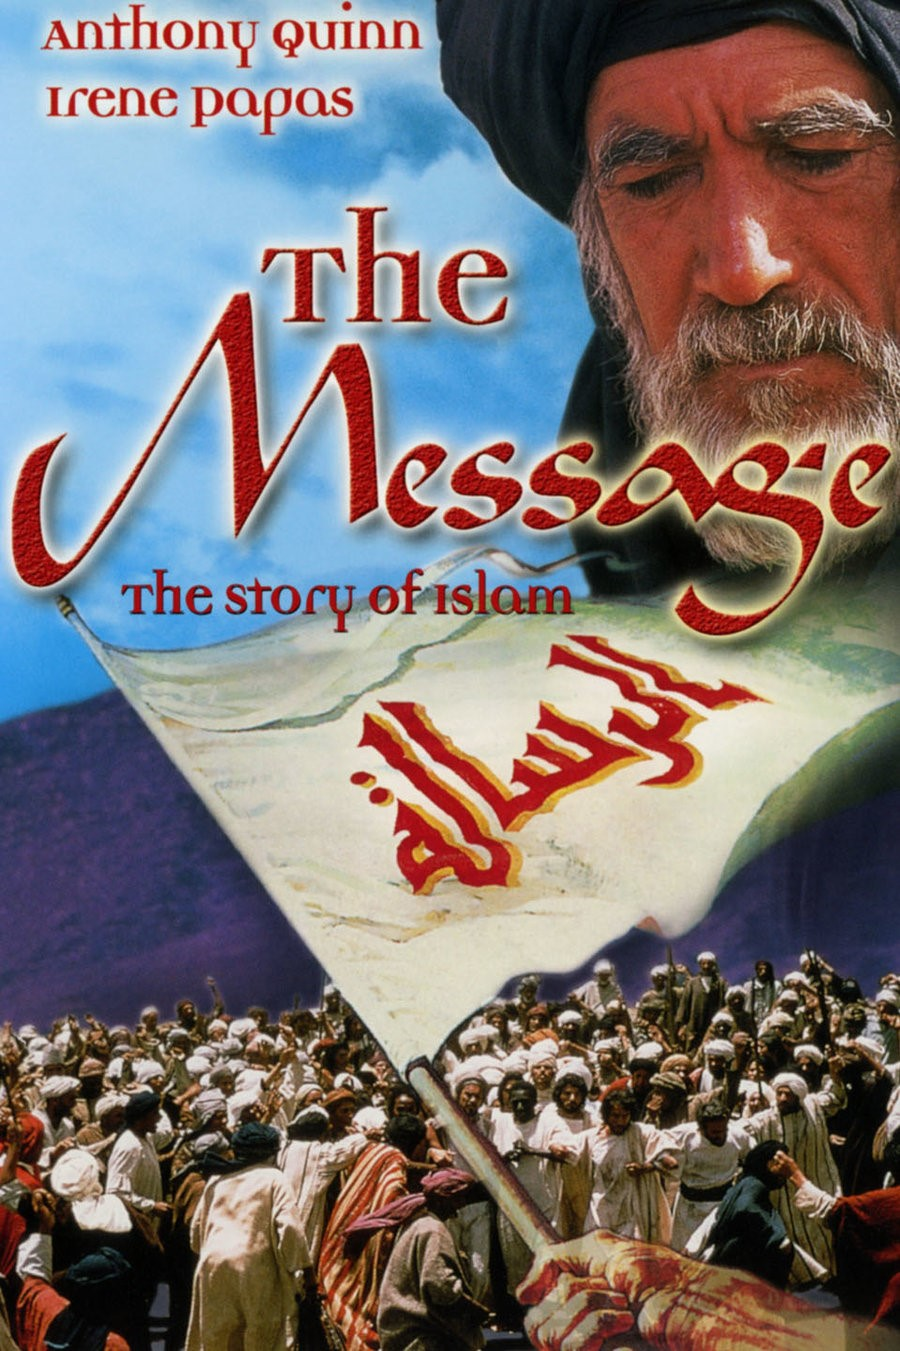 Anthony Quinn
Irene Papas
The
Message
The Story of Islam
الرسالة